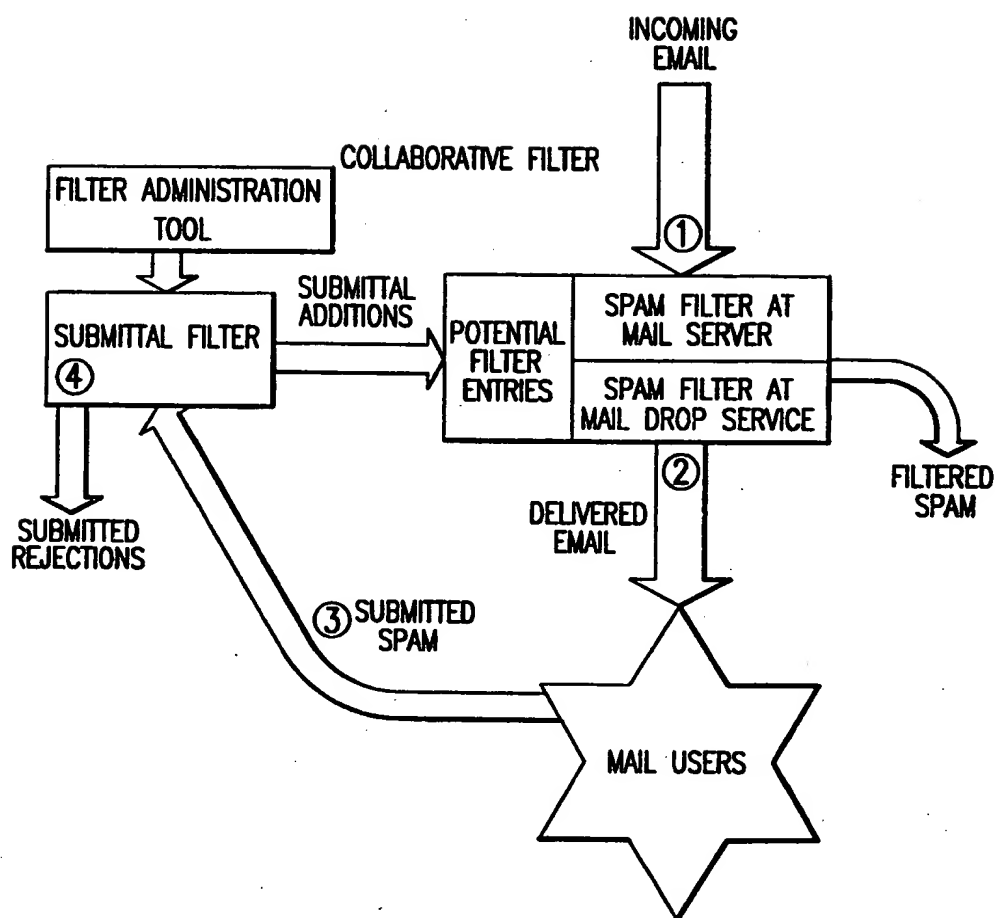 INCOMING
EMAIL
COLLABORATIVE FILTER
FILTER ADMINISTRATION
TOOL
①
SUBMITTAL
ADDITIONS
SUBMITTAL FILTER
④
POTENTIAL
FILTER
ENTRIES
SPAM FILTER AT
MAIL SERVER
SPAM FILTER AT
MAIL DROP SERVICE
②
FILTERED
SPAM
DELIVERED
EMAIL
SUBMITTED
REJECTIONS
③ SUBMITTED
SPAM
MAIL USERS